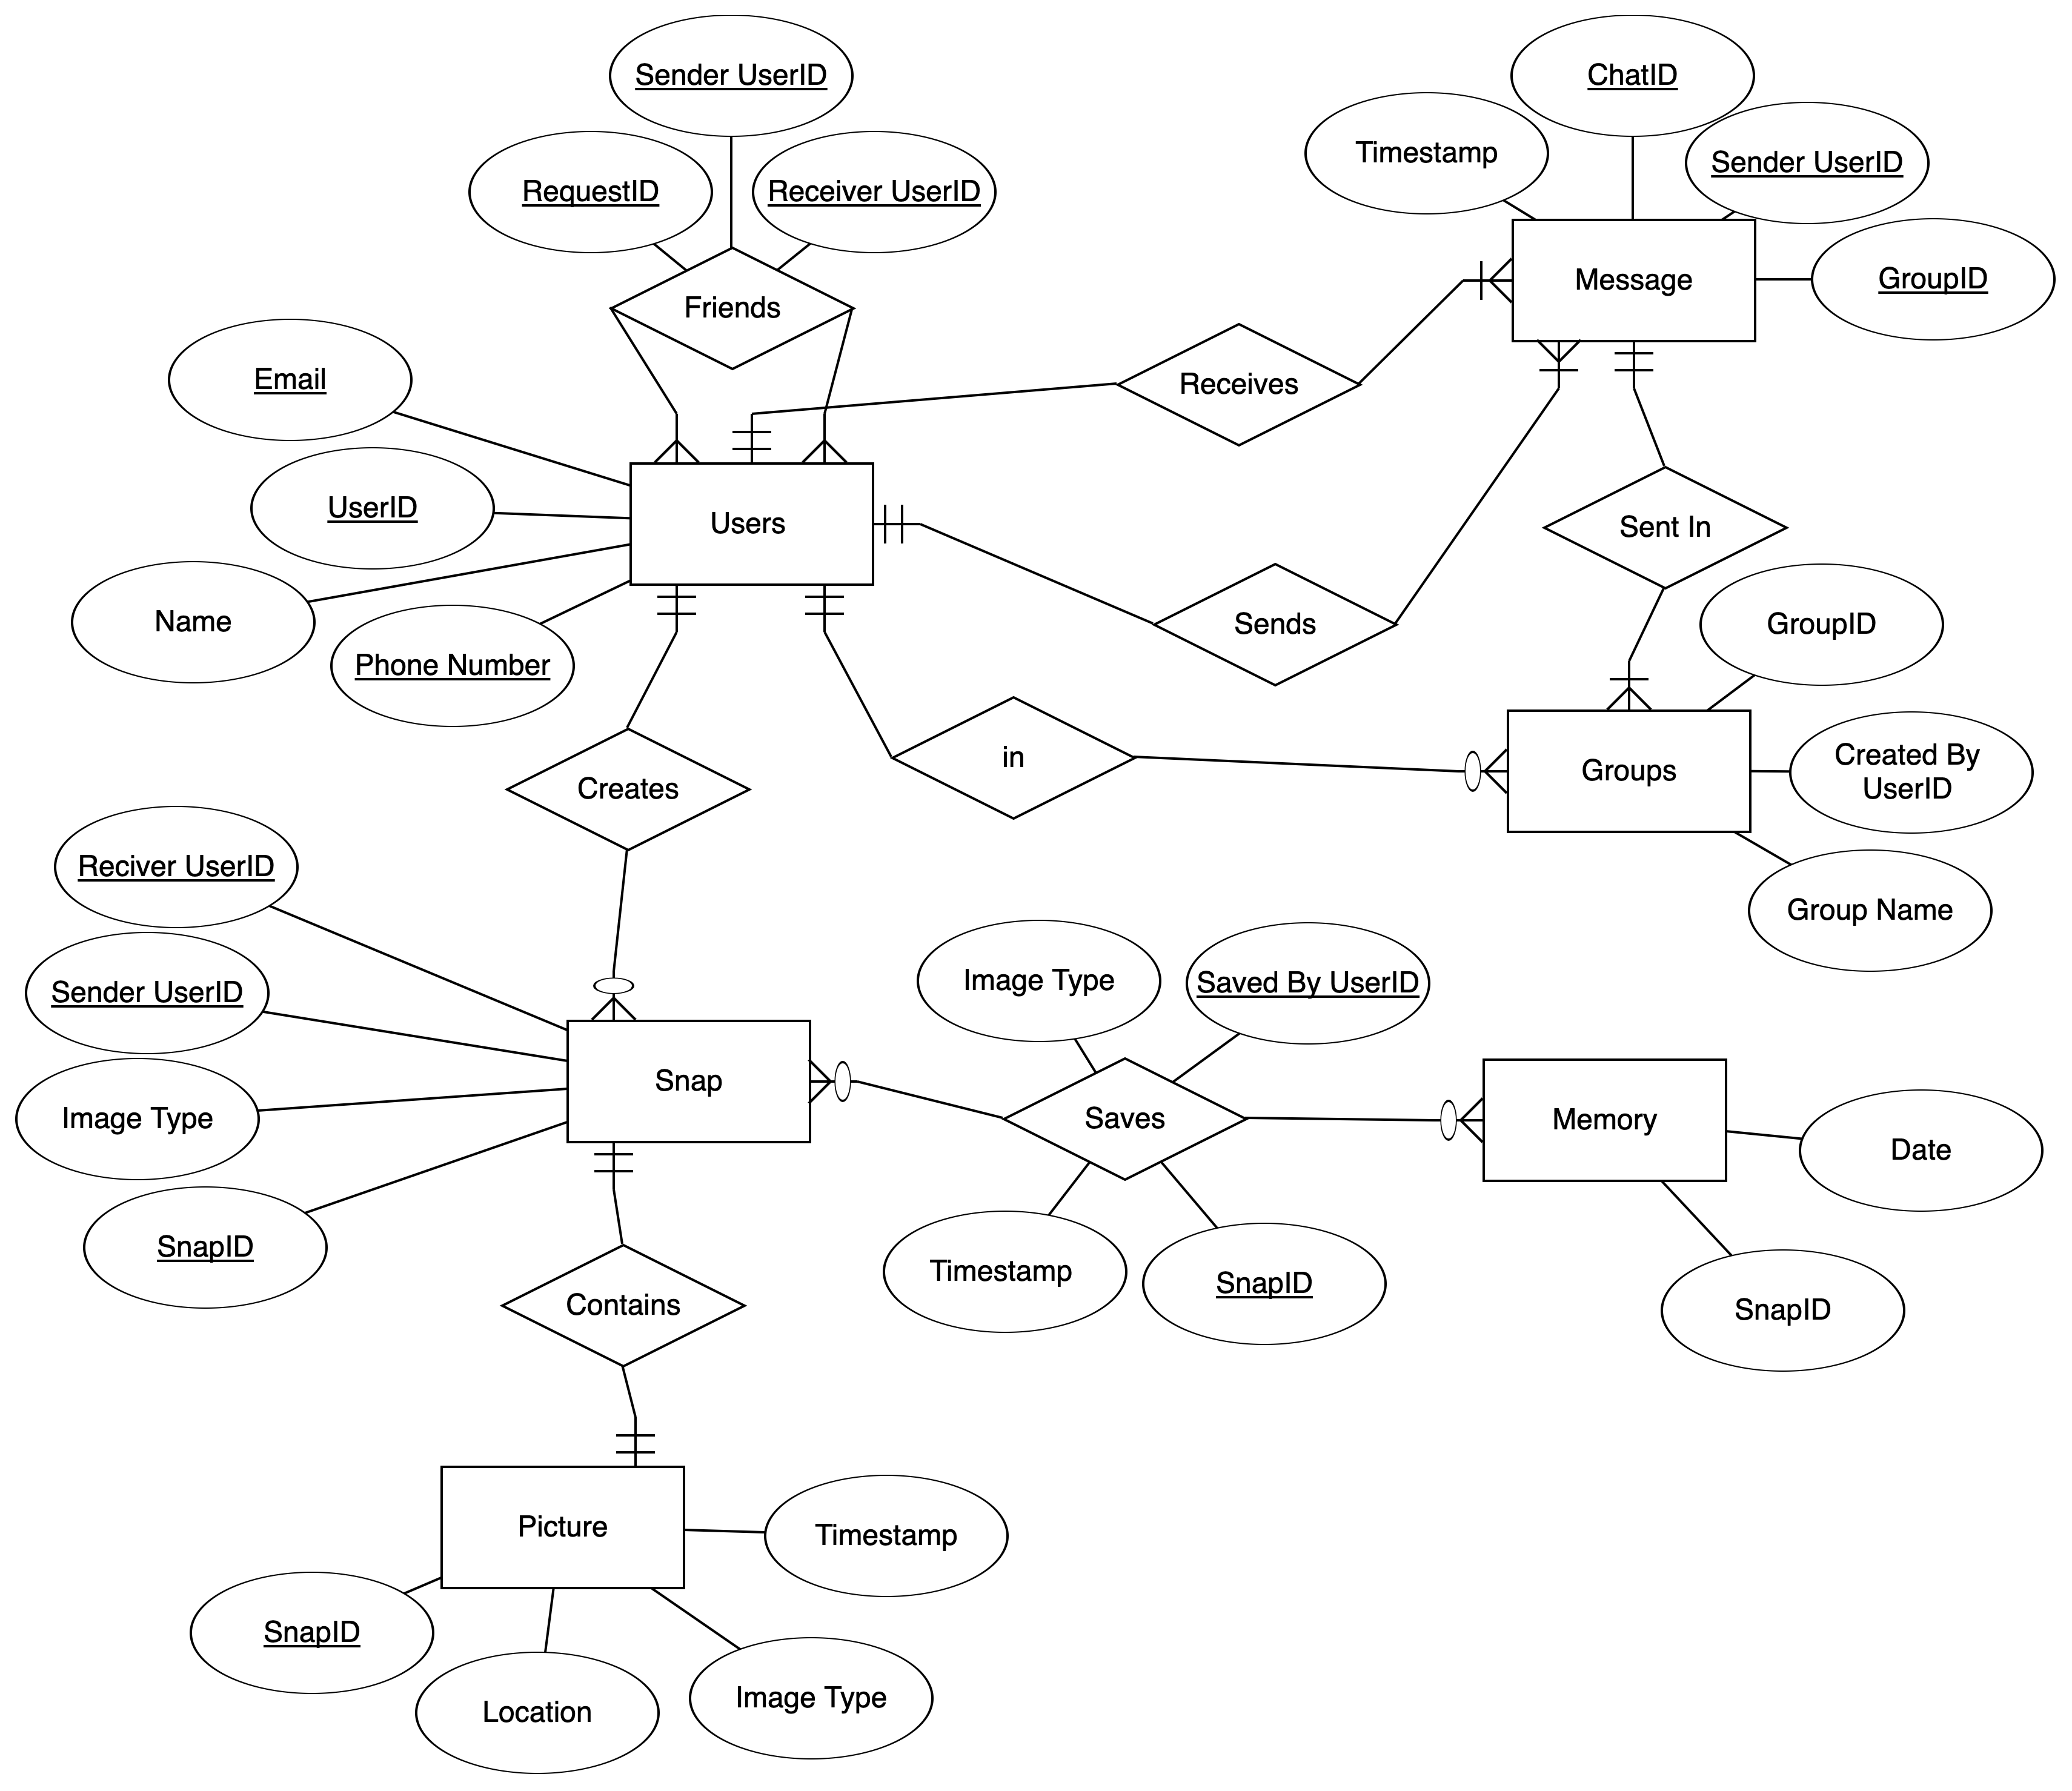 Sender UserID
ChatID
Timestamp
Sender UserID
RequestID
Receiver UserID
GroupID
Message
Friends
Email
Receives
UserID
Users
Sent In
Name
Sends
GroupID
Phone Number
in
Groups
Created By
UserID
Creates
Reciver UserID
Group Name
Sender UserID
Image Type
Saved By UserID
Snap
Image Type
Saves
Memory
Date
SnapID
Timestamp
SnapID
SnapID
Contains
Picture
Timestamp
SnapID
Location
Image Type